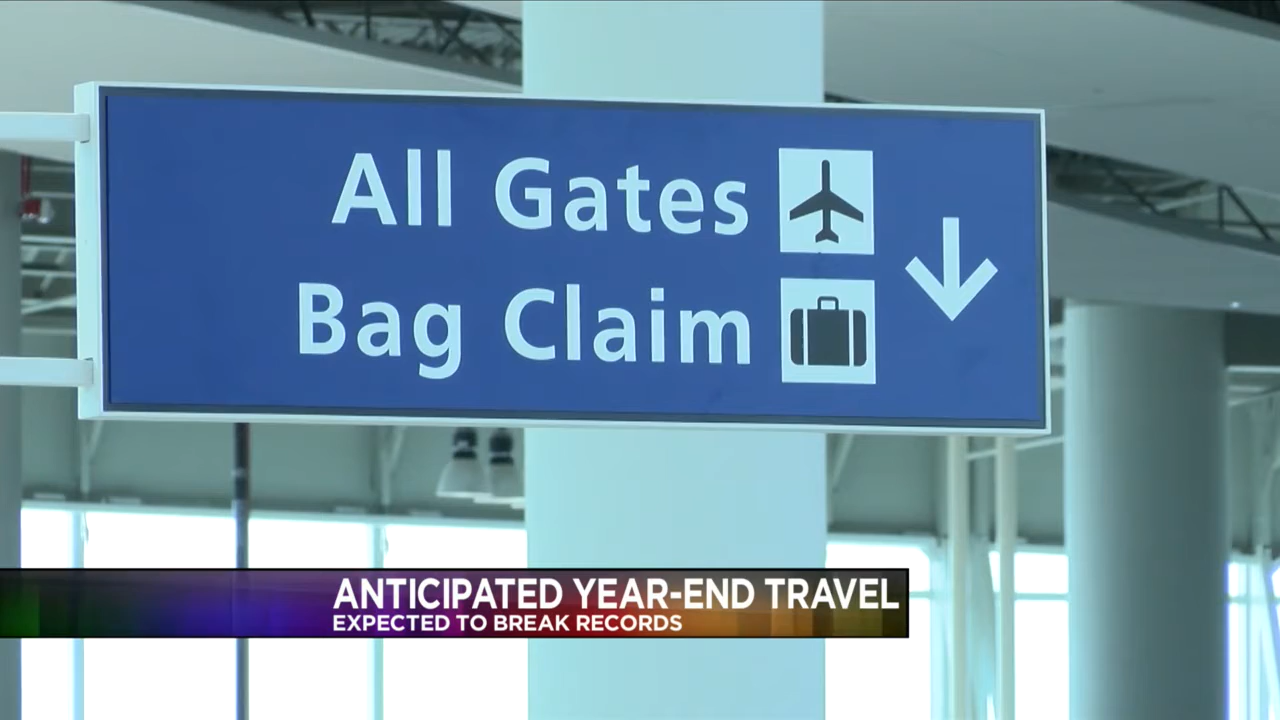 All Gates
Bag Claim
ANTICIPATED YEAR-END TRAVEL
EXPECTED TO BREAK RECORDS